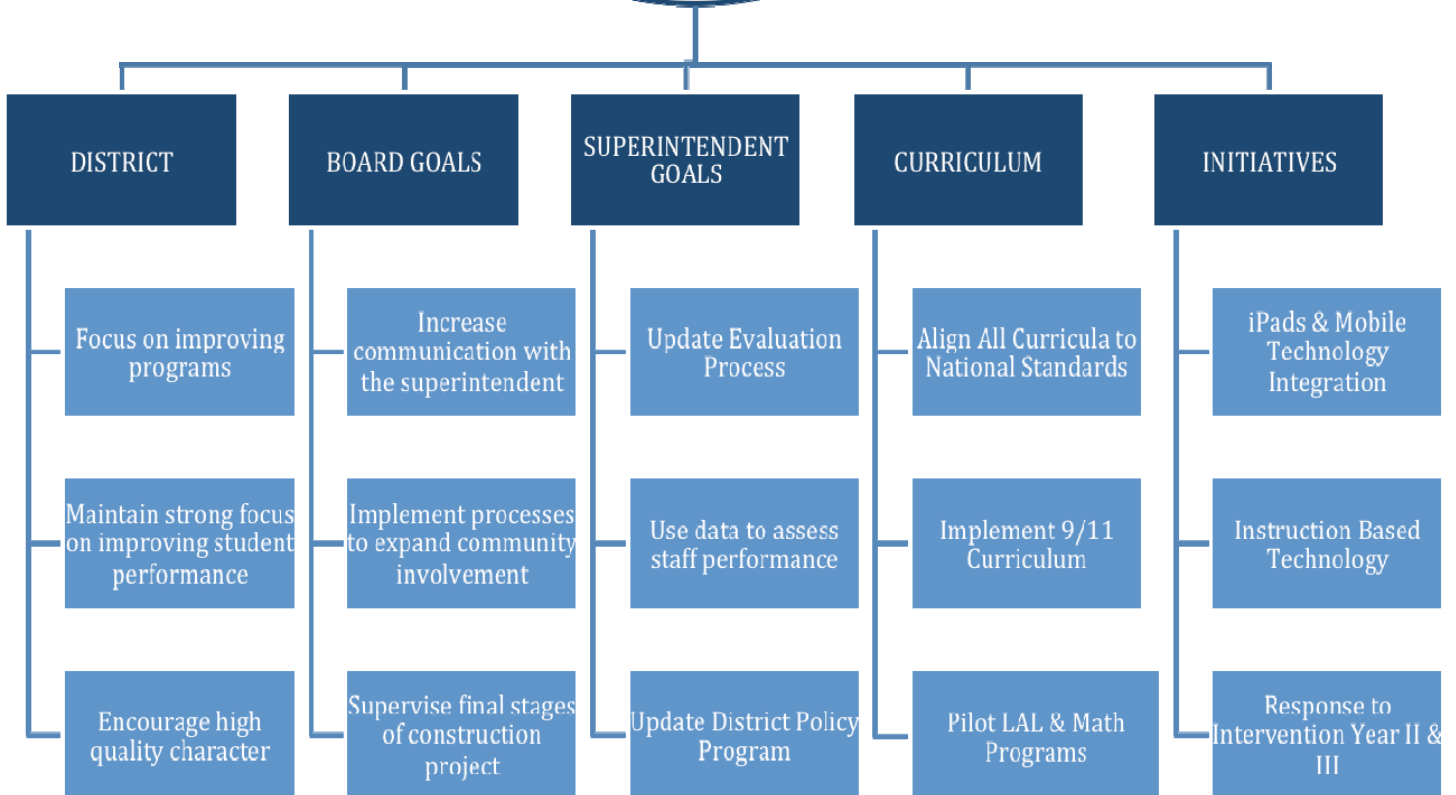 DISTRICT
Focus on improving
programs
Maintain strong focus
on improving student
performance
Encourage high
quality character
BOARD GOALS
Increase
communication with
the superintendent
Implement processes
to expand community
involvement
Supervise final stages
of construction
project
SUPERINTENDENT
GOALS
Update Evaluation
Process
Use data to assess
staff performance
Update District Policy
Program
CURRICULUM
Align All Curricula to
National Standards
Implement 9/11
Curriculum
Pilot LAL & Math
Programs
INITIATIVES
iPads & Mobile
Technology
Integration
Instruction Based
Technology
Response to
Intervention Year II &
III